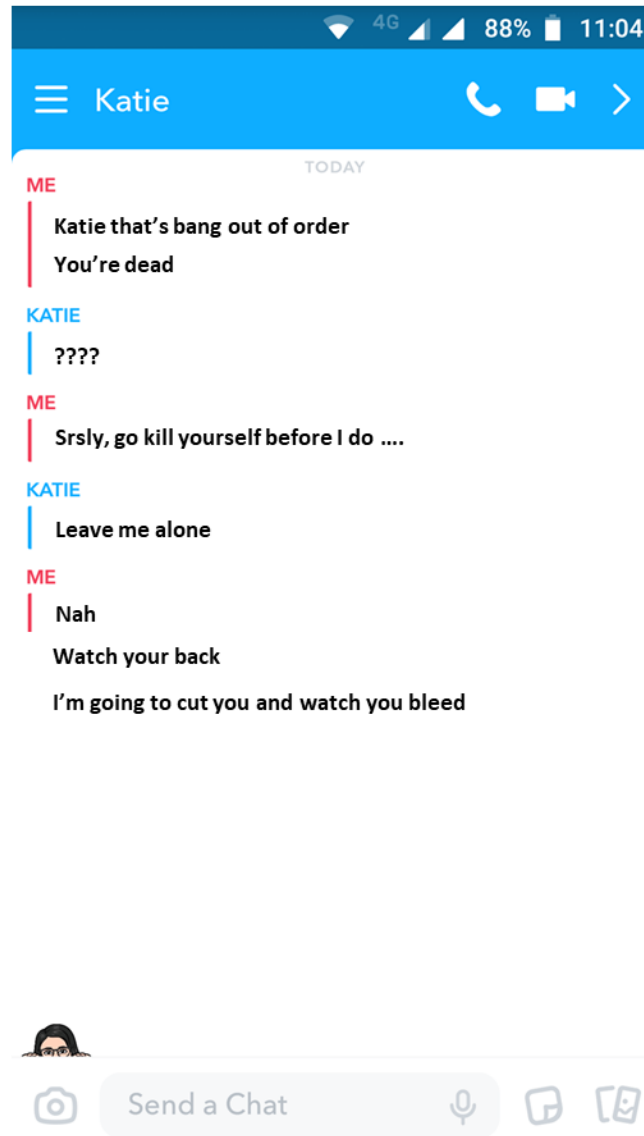 4G 88% 11:04
Katie
TODAY
ME
Katie that’s bang out of order
You’re dead
KATIE
????
ME
Srsly, go kill yourself before I do ....
KATIE
Leave me alone
ME
Nah
Watch your back
I’m going to cut you and watch you bleed
Send a Chat